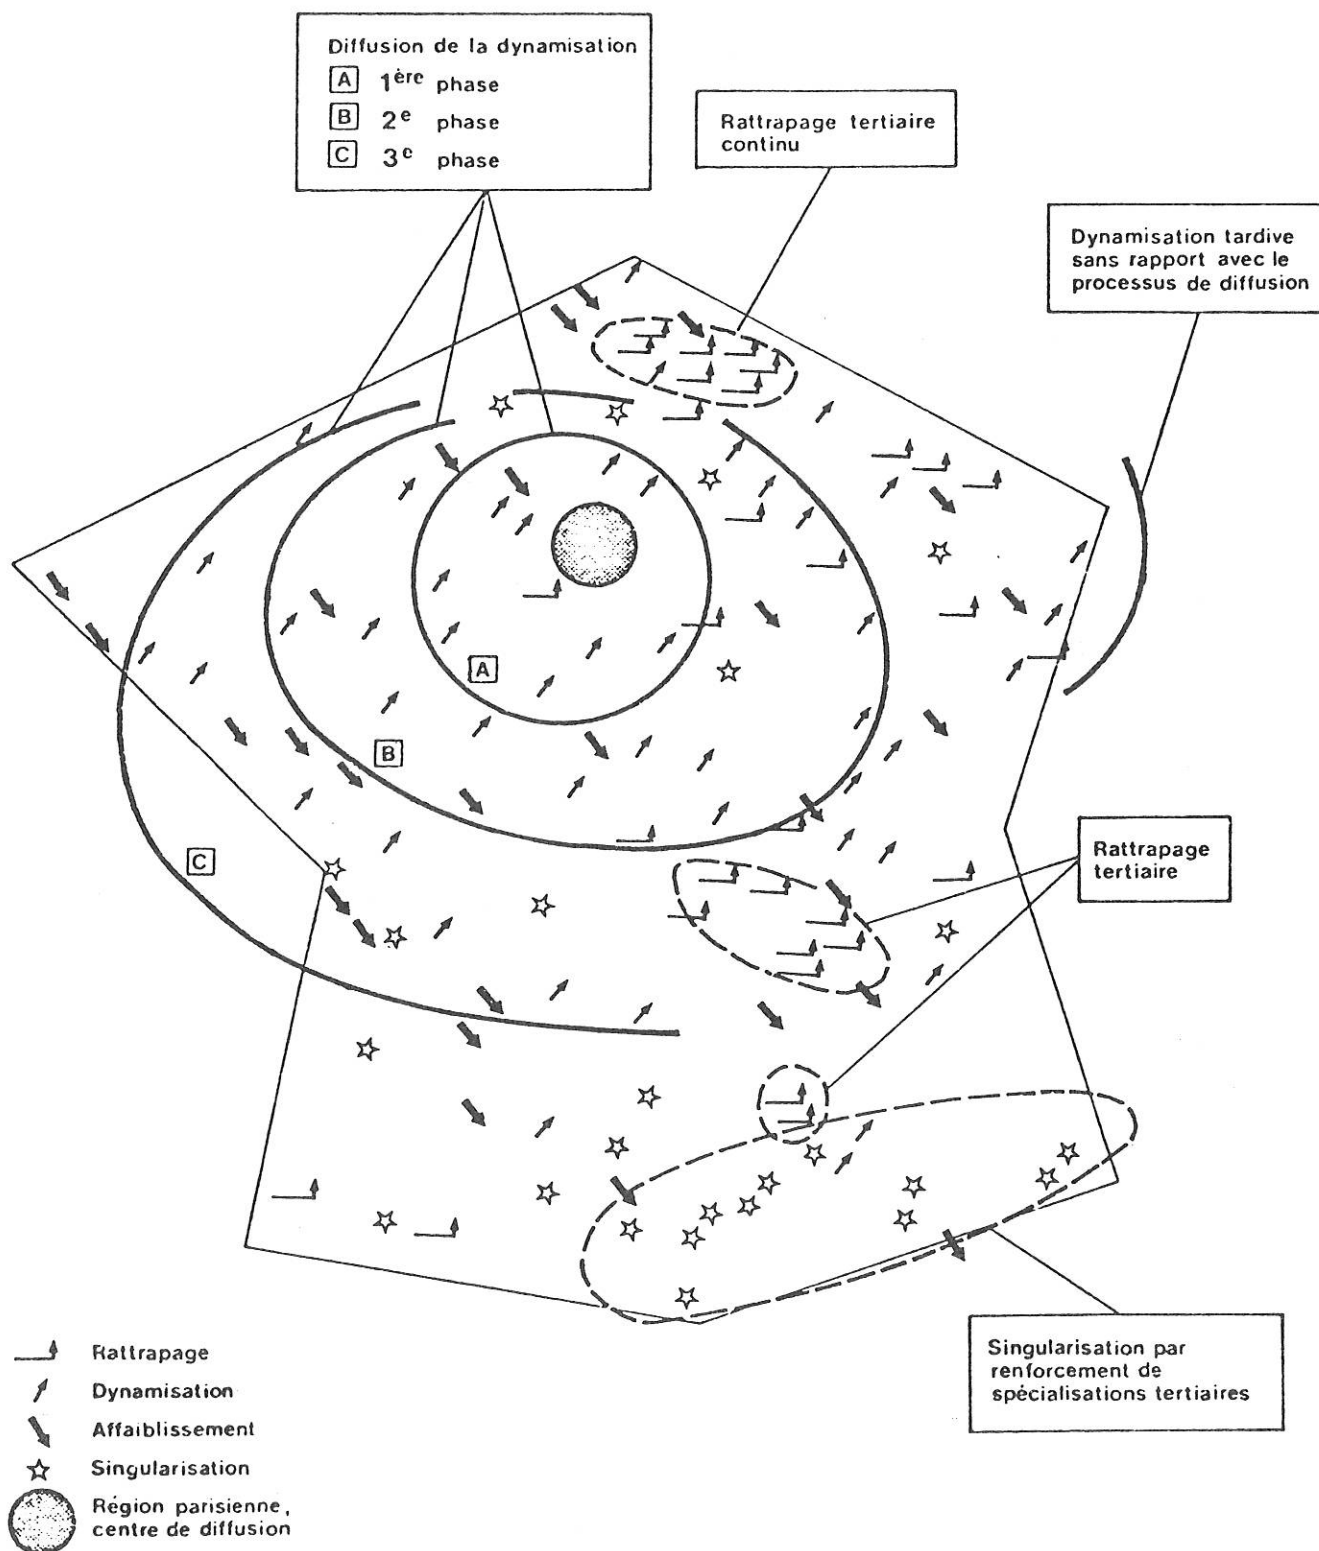 Diffusion de la dynamisation
A 1ère phase
B 2e phase
C 3e phase
Rattrapage tertiaire
continu
Dynamisation tardive
sans rapport avec le
processus de diffusion
A
B
C
Rattrapage
tertiaire
Singularisation par
renforcement de
spécialisations tertiaires
Rattrapage
Dynamisation
Affaiblissement
Singularisation
Région parisienne,
centre de diffusion